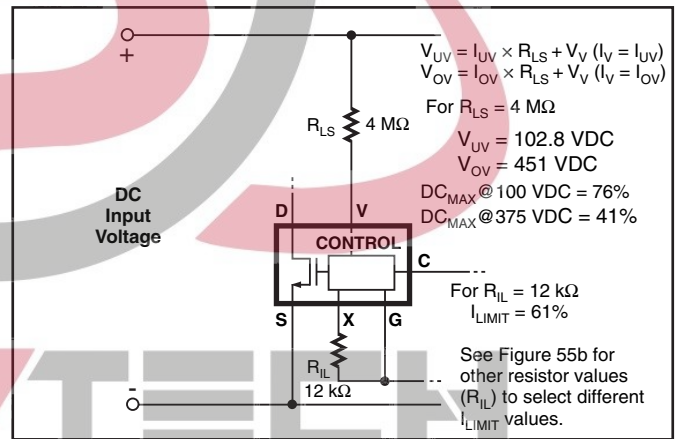 +
V_UV = I_UV × R_LS + V_V (I_V = I_UV)
V_OV = I_OV × R_LS + V_V (I_V = I_OV)
For R_LS = 4 MΩ
V_UV = 102.8 VDC
V_OV = 451 VDC
DC_MAX @ 100 VDC = 76%
DC_MAX @ 375 VDC = 41%
R_LS
4 MΩ
DC
Input
Voltage
D
V
CONTROL
C
S
X
G
For R_IL = 12 kΩ
I_LIMIT = 61%
R_IL
12 kΩ
See Figure 55b for
other resistor values
(R_IL) to select different
I_LIMIT values.
-
TECH